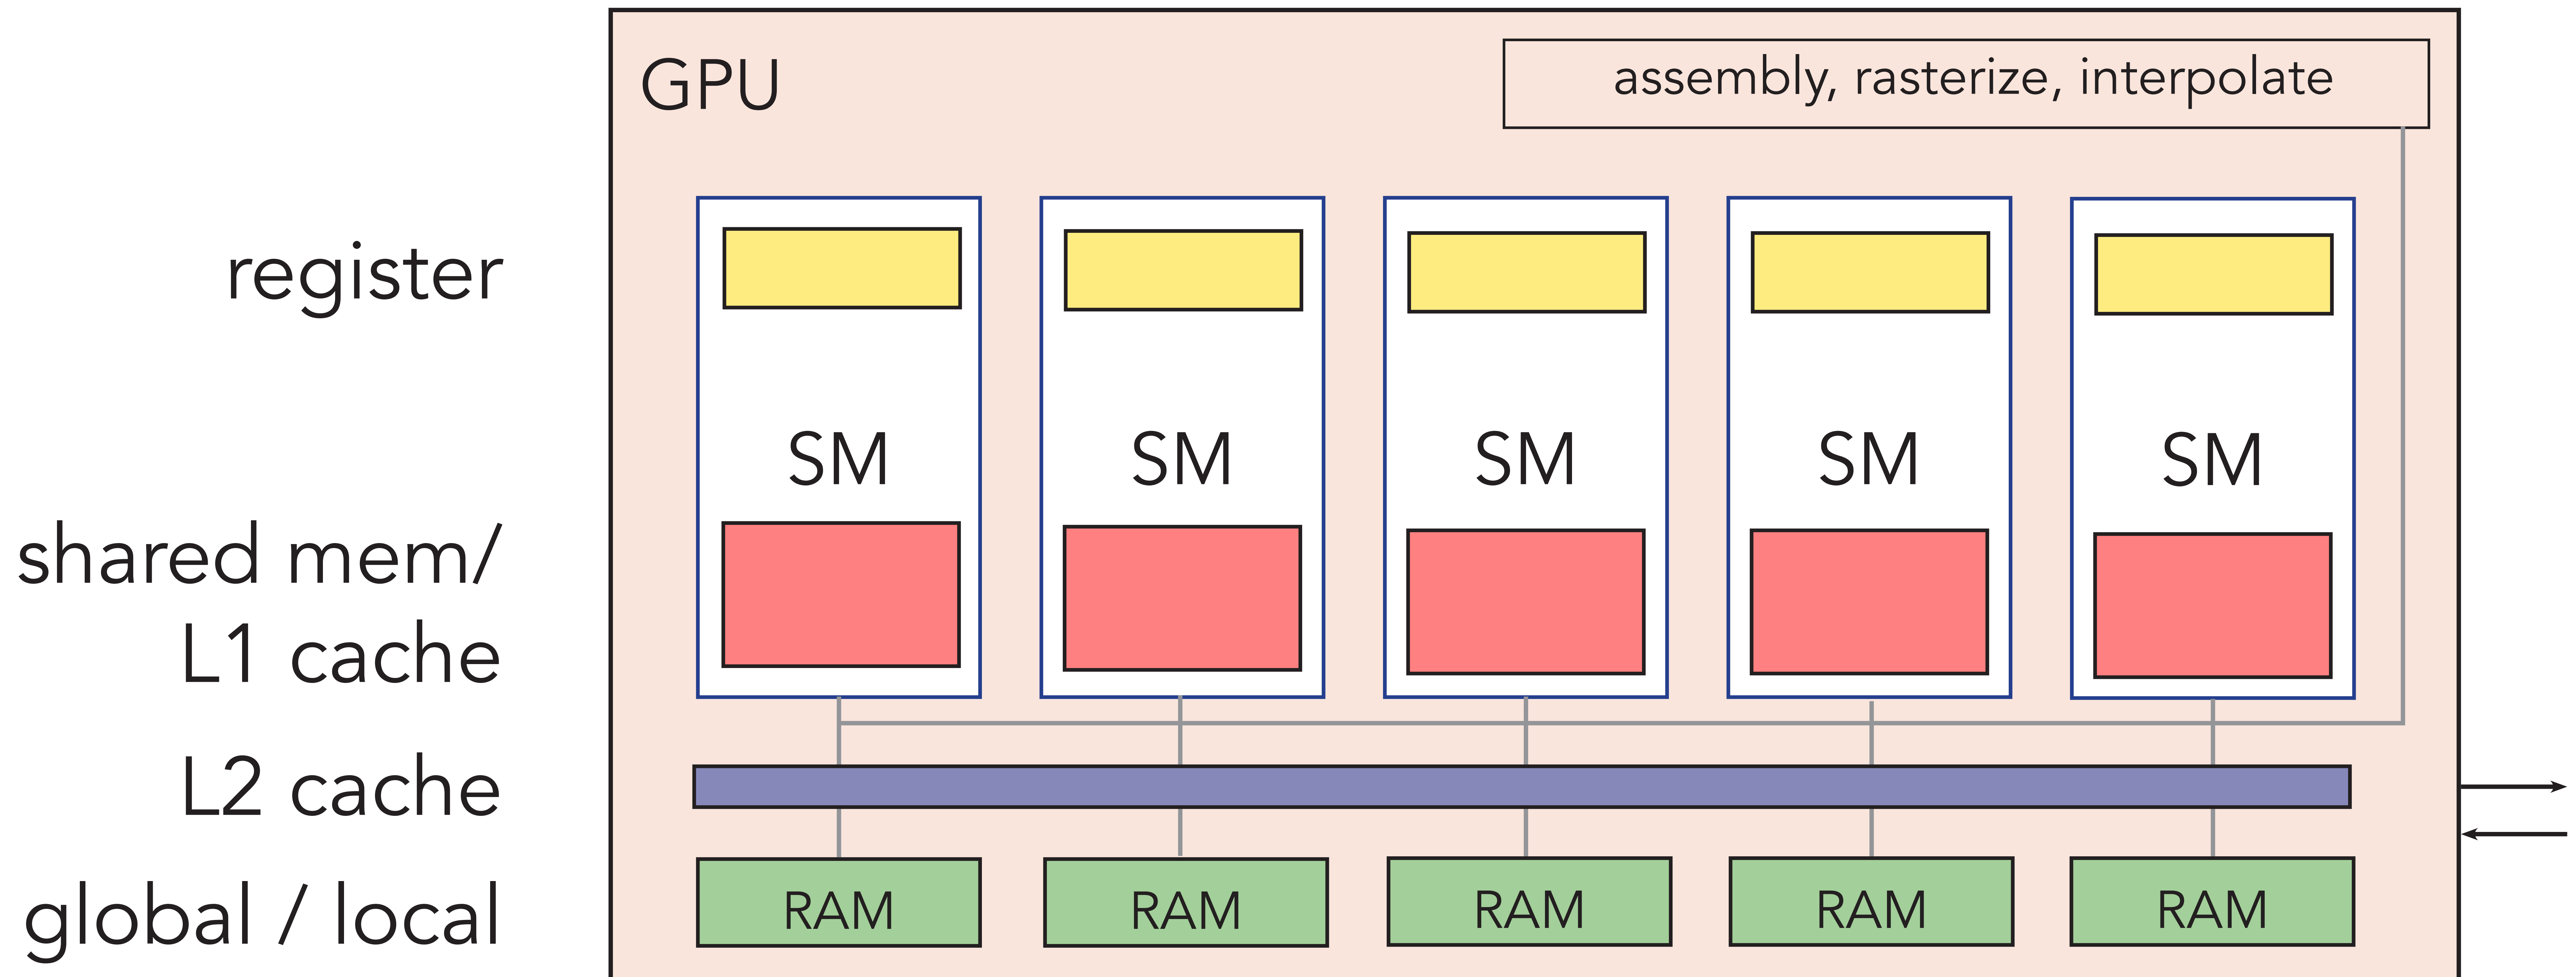 GPU
assembly, rasterize, interpolate
register
SM
SM
SM
SM
SM
shared mem/
L1 cache
L2 cache
global / local
RAM
RAM
RAM
RAM
RAM